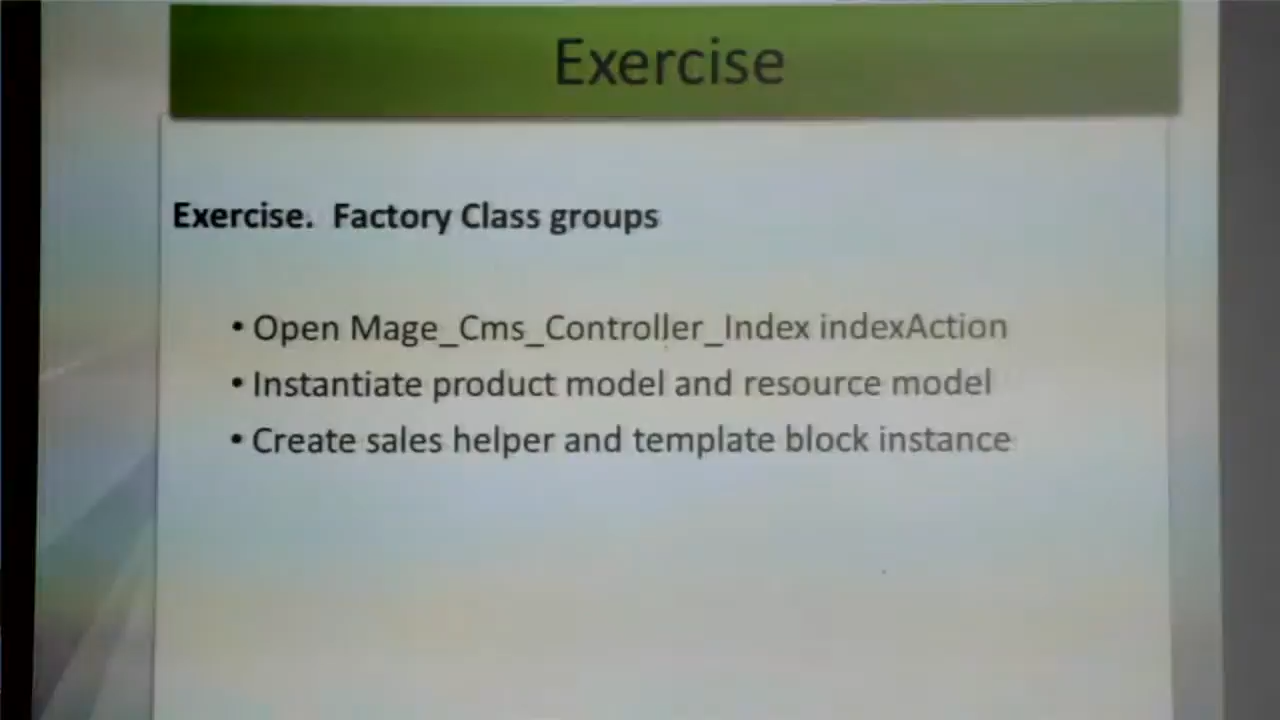 Exercise
Exercise. Factory Class groups
• Open Mage_Cms_Controller_Index indexAction
• Instantiate product model and resource model
• Create sales helper and template block instance